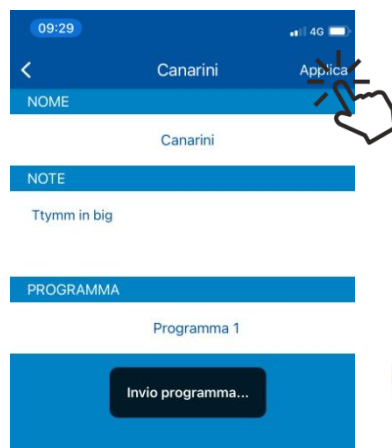 09:29
4G
Canarini
Applica
NOME
Canarini
NOTE
Ttymm in big
PROGRAMMA
Programma 1
Invio programma...